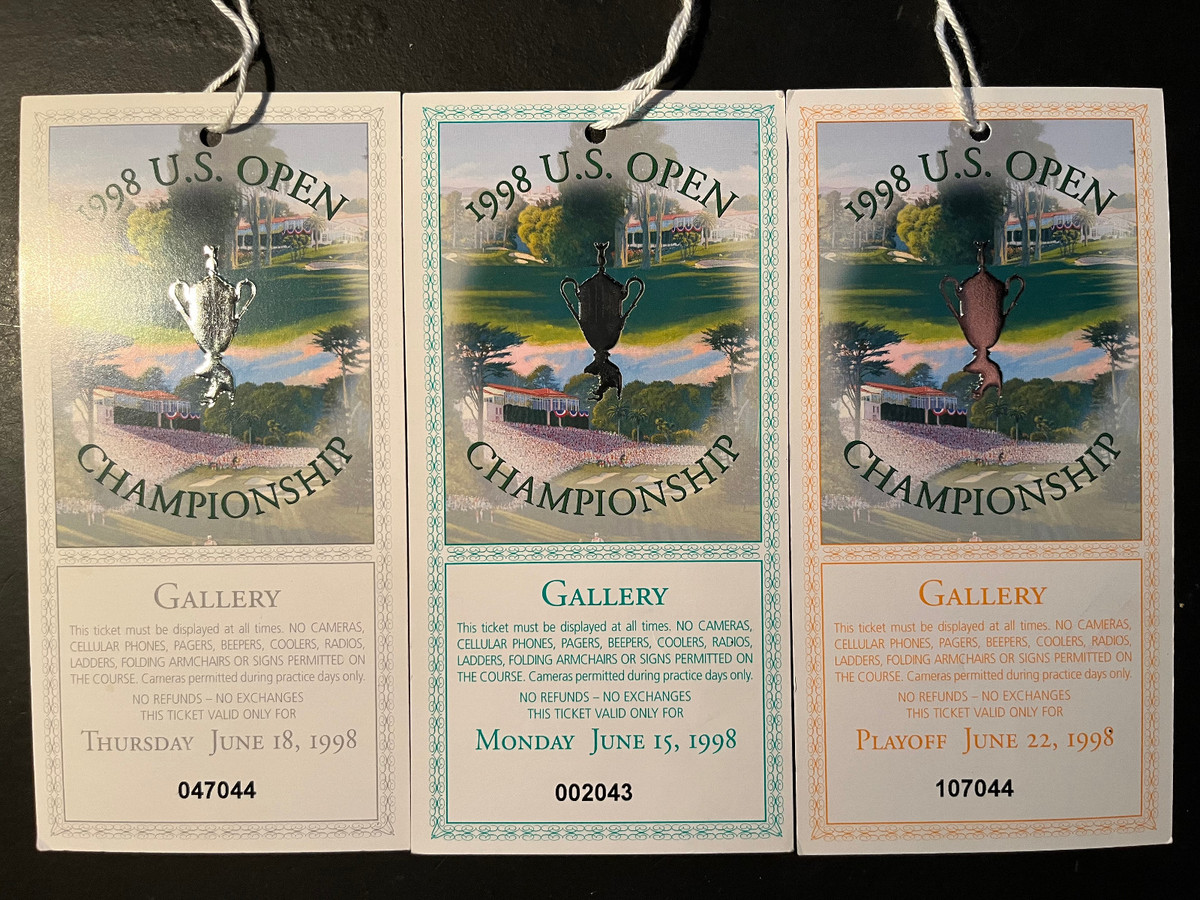 1998 U.S. OPEN
CHAMPIONSHIP
GALLERY
This ticket must be displayed at all times. NO CAMERAS,
CELLULAR PHONES, PAGERS, BEEPERS, COOLERS, RADIOS,
LADDERS, FOLDING ARMCHAIRS OR SIGNS PERMITTED ON
THE COURSE. Cameras permitted during practice days only.
NO REFUNDS – NO EXCHANGES
THIS TICKET VALID ONLY FOR
THURSDAY JUNE 18, 1998
047044
1998 U.S. OPEN
CHAMPIONSHIP
GALLERY
This ticket must be displayed at all times. NO CAMERAS,
CELLULAR PHONES, PAGERS, BEEPERS, COOLERS, RADIOS,
LADDERS, FOLDING ARMCHAIRS OR SIGNS PERMITTED ON
THE COURSE. Cameras permitted during practice days only.
NO REFUNDS – NO EXCHANGES
THIS TICKET VALID ONLY FOR
MONDAY JUNE 15, 1998
002043
1998 U.S. OPEN
CHAMPIONSHIP
GALLERY
This ticket must be displayed at all times. NO CAMERAS,
CELLULAR PHONES, PAGERS, BEEPERS, COOLERS, RADIOS,
LADDERS, FOLDING ARMCHAIRS OR SIGNS PERMITTED ON
THE COURSE. Cameras permitted during practice days only.
NO REFUNDS – NO EXCHANGES
THIS TICKET VALID ONLY FOR
PLAYOFF JUNE 22, 1998
107044